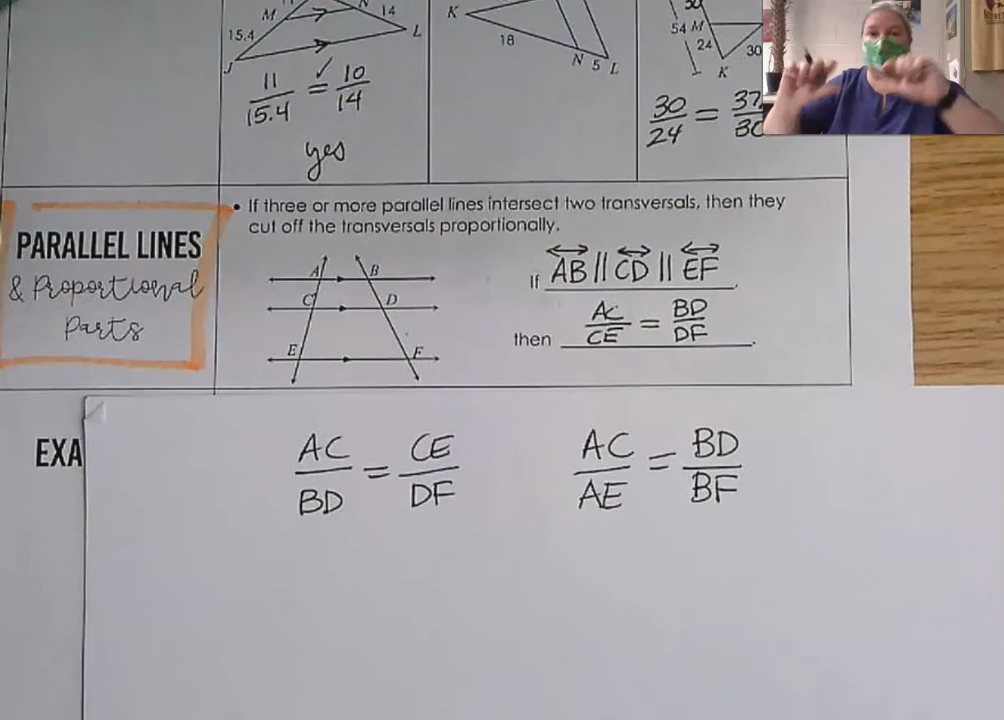 M
N
14
15.4
L
J
11/15.4 = 10/14 ✓
yes
K
18
N 5 L
54 M
24
30
K
30/24 =
PARALLEL LINES
& Proportional
Parts
• If three or more parallel lines intersect two transversals, then they
cut off the transversals proportionally.
A B
C D
E F
If AB || CD || EF.
then AC/CE = BD/DF.
EXA
AC/BD = CE/DF
AC/AE = BD/BF